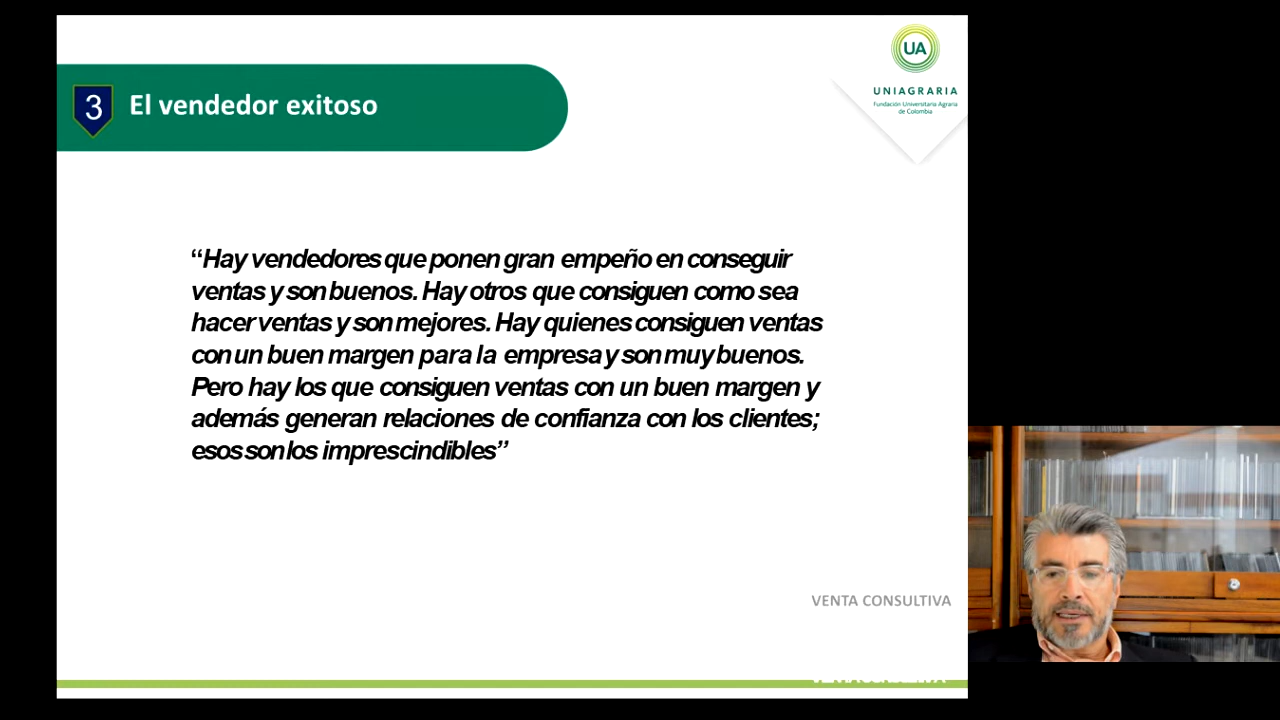 UA
UNIAGRARIA
Fundación Universitaria Agraria
de Colombia
3 El vendedor exitoso
“Hay vendedores que ponen gran empeño en conseguir
ventas y son buenos. Hay otros que consiguen como sea
hacer ventas y son mejores. Hay quienes consiguen ventas
con un buen margen para la empresa y son muy buenos.
Pero hay los que consiguen ventas con un buen margen y
además generan relaciones de confianza con los clientes;
esos son los imprescindibles”
VENTA CONSULTIVA